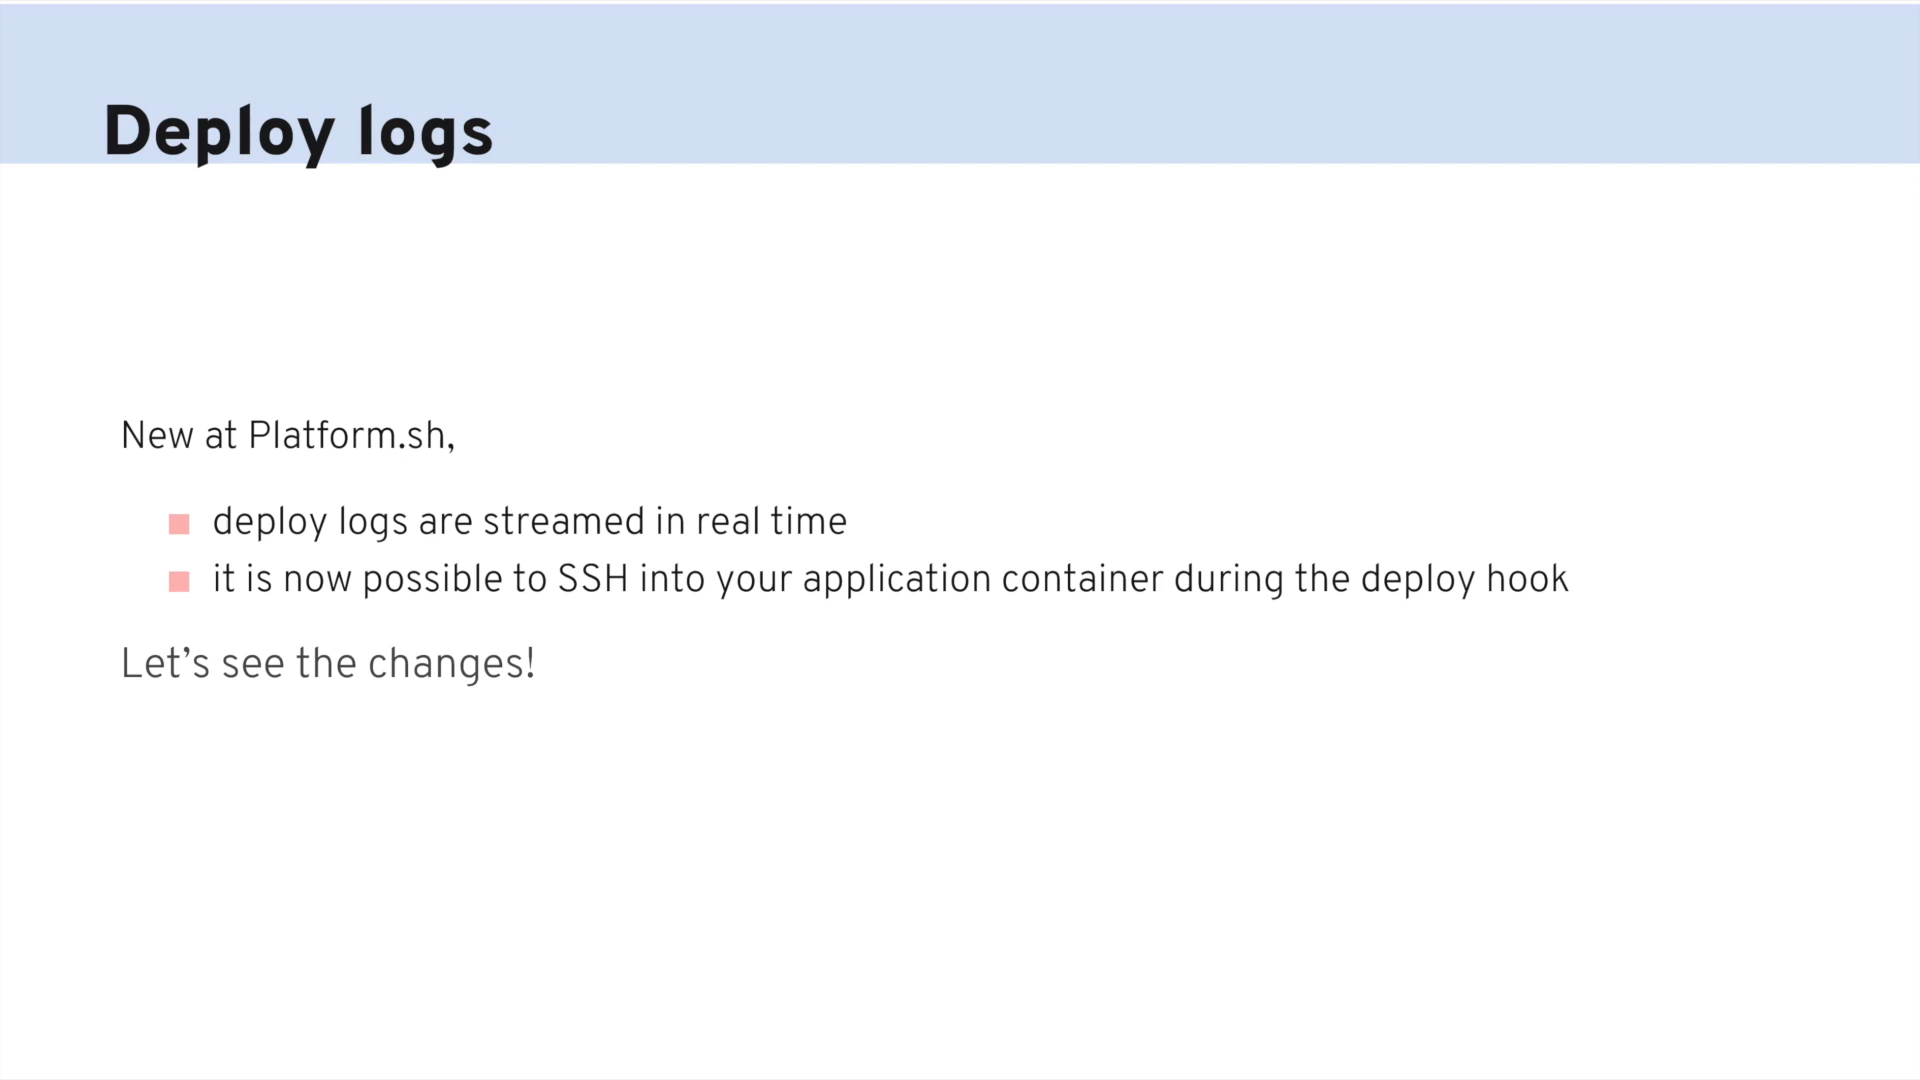 Deploy logs
New at Platform.sh,
deploy logs are streamed in real time
it is now possible to SSH into your application container during the deploy hook
Let’s see the changes!